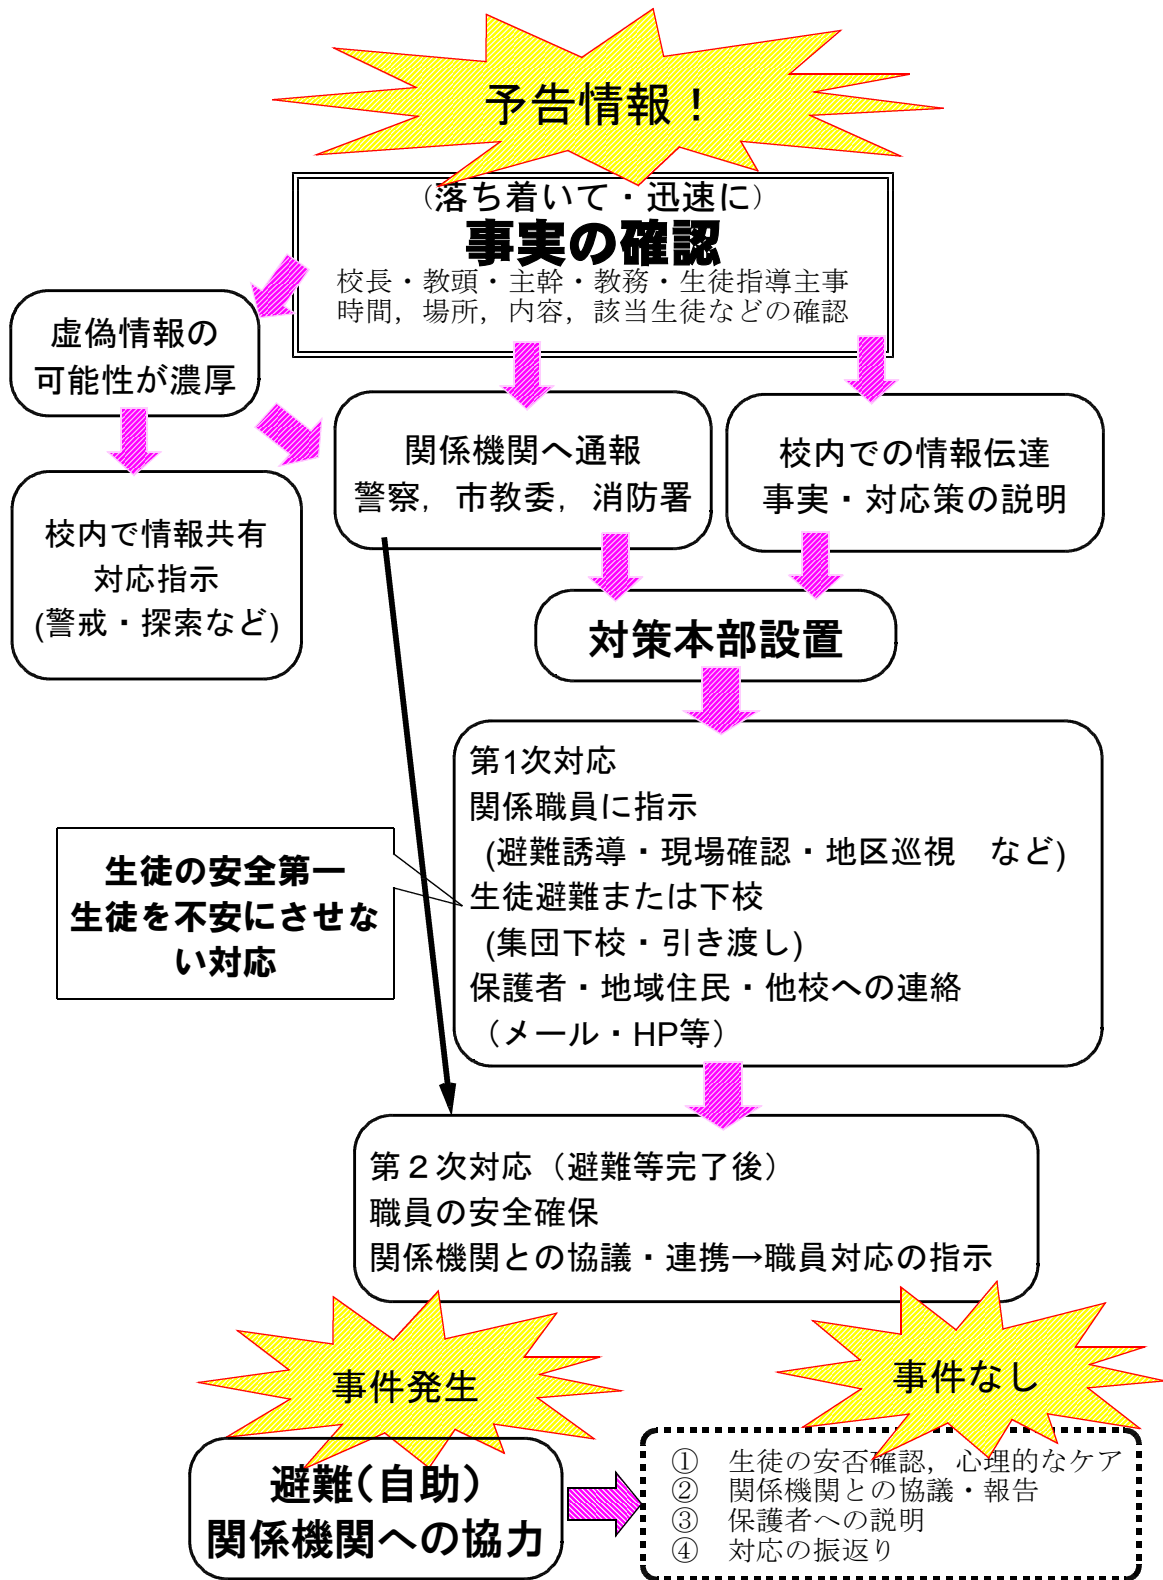 予告情報！
（落ち着いて・迅速に）
事実の確認
校長・教頭・主幹・教務・生徒指導主事
時間，場所，内容，該当生徒などの確認
虚偽情報の
可能性が濃厚
関係機関へ通報
警察，市教委，消防署
校内での情報伝達
事実・対応策の説明
校内で情報共有
対応指示
(警戒・探索など)
対策本部設置
第1次対応
関係職員に指示
(避難誘導・現場確認・地区巡視　など)
生徒避難または下校
(集団下校・引き渡し)
保護者・地域住民・他校への連絡
（メール・HP等）
生徒の安全第一
生徒を不安にさせな
い対応
第２次対応（避難等完了後）
職員の安全確保
関係機関との協議・連携→職員対応の指示
事件発生
事件なし
避難(自助)
関係機関への協力
①　生徒の安否確認，心理的なケア
②　関係機関との協議・報告
③　保護者への説明
④　対応の振返り